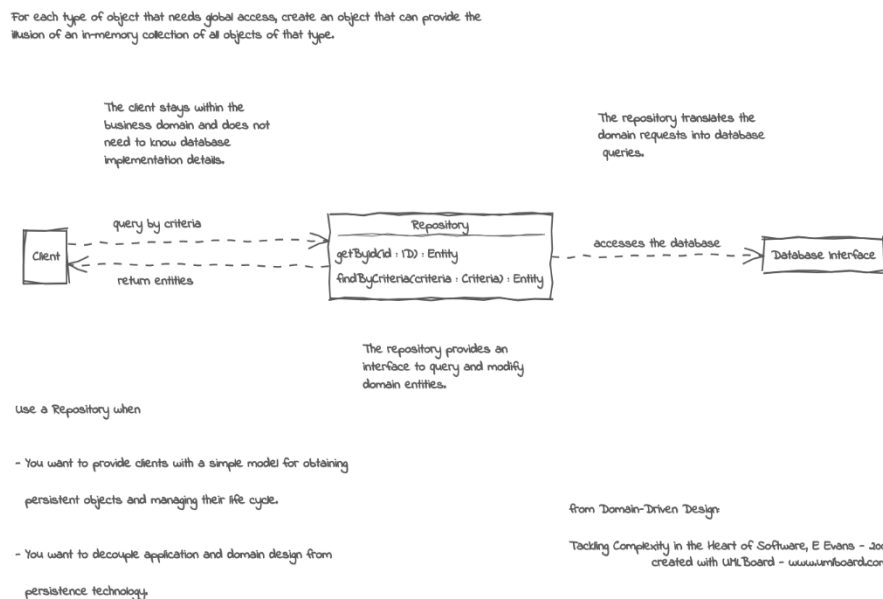 For each type of object that needs global access, create an object that can provide the
illusion of an in-memory collection of all objects of that type.
The client stays within the
business domain and does not
need to know database
implementation details.
The repository translates the
domain requests into database
queries.
query by criteria
return entities
Client
Repository
getById(id : ID) : Entity
findByCriteria(criteria : Criteria) : Entity
accesses the database
Database Interface
The repository provides an
interface to query and modify
domain entities.
Use a Repository when
- You want to provide clients with a simple model for obtaining
persistent objects and managing their life cycle.
- You want to decouple application and domain design from
persistence technology.
from Domain-Driven Design:
Tackling Complexity in the Heart of Software, E Evans -
created with UMLBoard - www.umlboard.com